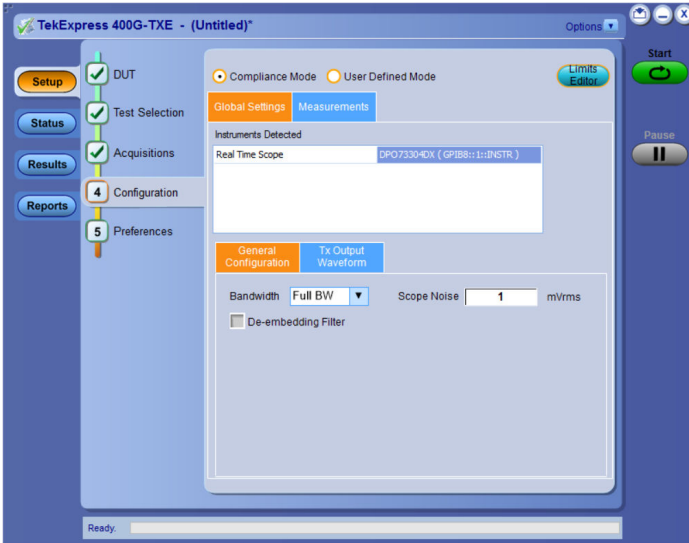 TekExpress 400G-TXE - (Untitled)*
Options
X
Start
Setup
DUT
Compliance Mode
User Defined Mode
Limits
Editor
Status
Test Selection
Global Settings
Measurements
Pause
Instruments Detected
Results
Acquisitions
Real Time Scope
DPO73304DX ( GPIB8::1::INSTR )
Reports
4
Configuration
5
Preferences
General
Configuration
Tx Output
Waveform
Bandwidth
Full BW
Scope Noise
1
mVrms
De-embedding Filter
Ready.